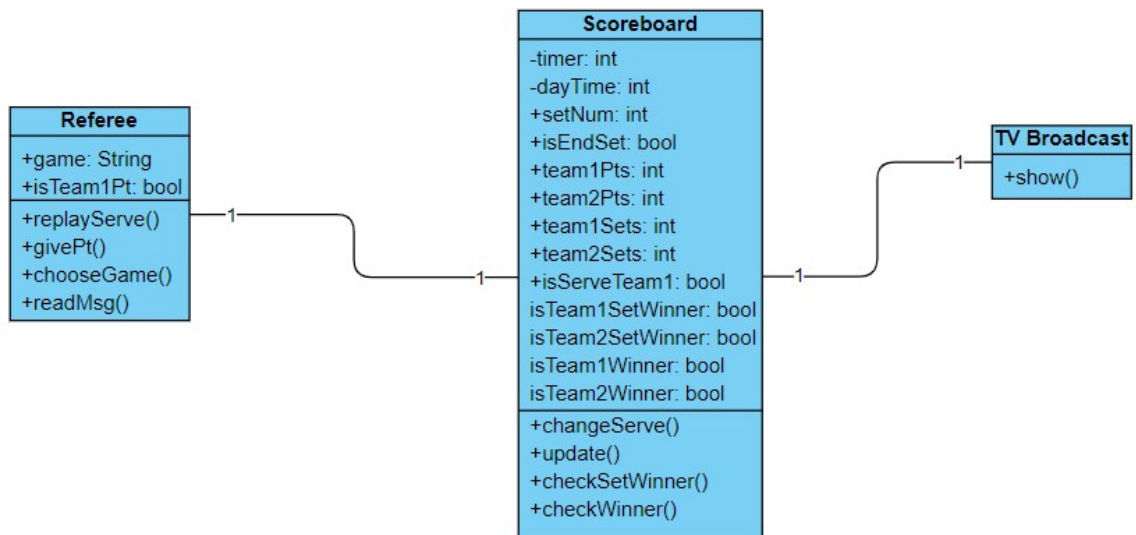 Referee
+game: String
+isTeam1Pt: bool
+replayServe()
+givePt()
+chooseGame()
+readMsg()
1
1
Scoreboard
-timer: int
-dayTime: int
+setNum: int
+isEndSet: bool
+team1Pts: int
+team2Pts: int
+team1Sets: int
+team2Sets: int
+isServeTeam1: bool
isTeam1SetWinner: bool
isTeam2SetWinner: bool
isTeam1Winner: bool
isTeam2Winner: bool
+changeServe()
+update()
+checkSetWinner()
+checkWinner()
1
1
TV Broadcast
+show()